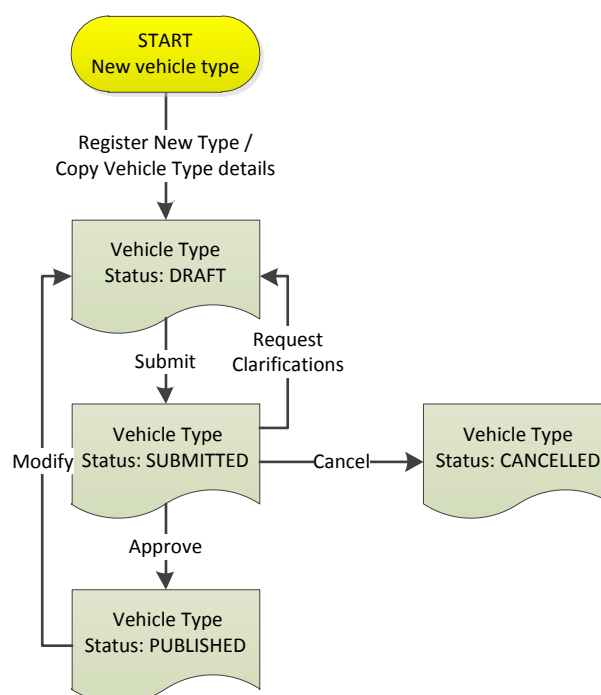 START
New vehicle type
Register New Type /
Copy Vehicle Type details
Vehicle Type
Status: DRAFT
Request
Clarifications
Submit
Vehicle Type
Status: SUBMITTED
Modify
Cancel
Vehicle Type
Status: CANCELLED
Approve
Vehicle Type
Status: PUBLISHED